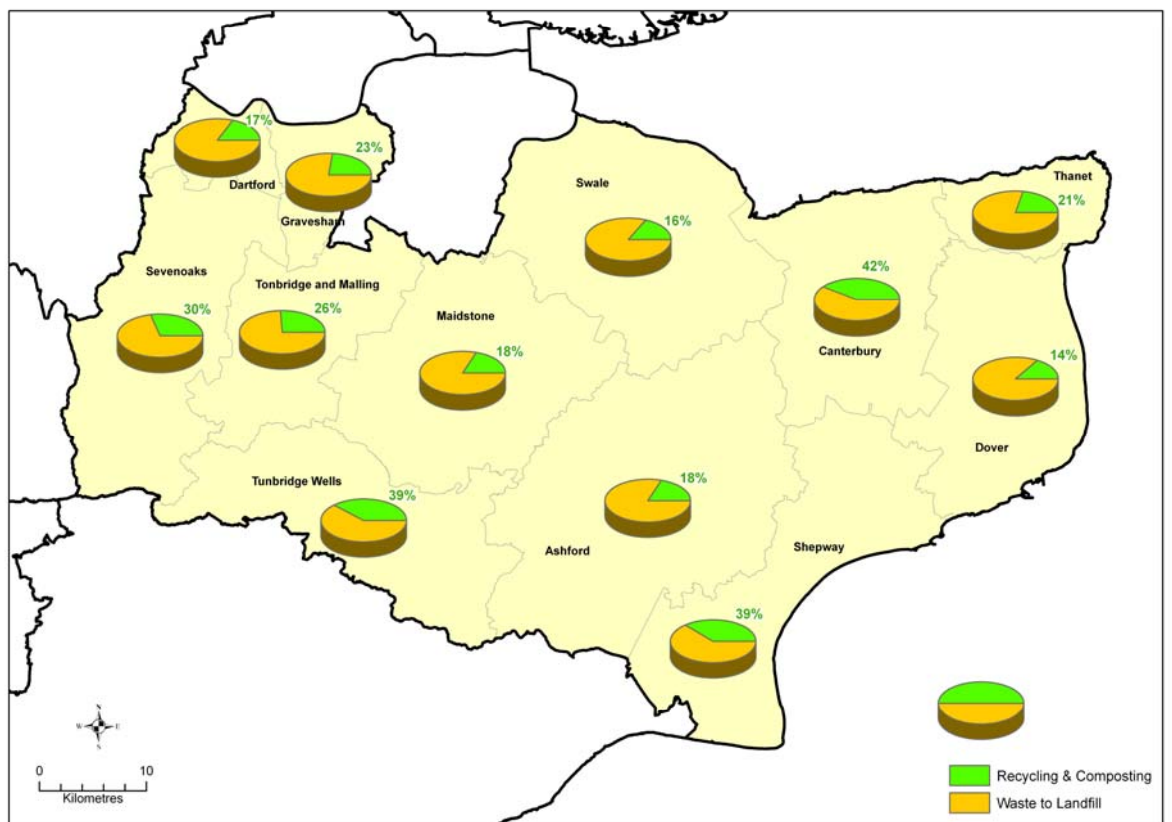 17%
Dartford
23%
Gravesham
Swale
16%
Thanet
21%
Sevenoaks
30%
Tonbridge and Malling
26%
Maidstone
18%
42%
Canterbury
14%
Dover
Tunbridge Wells
39%
18%
Ashford
Shepway
39%
N
W E
S
0 10
Kilometres
Recycling & Composting
Waste to Landfill